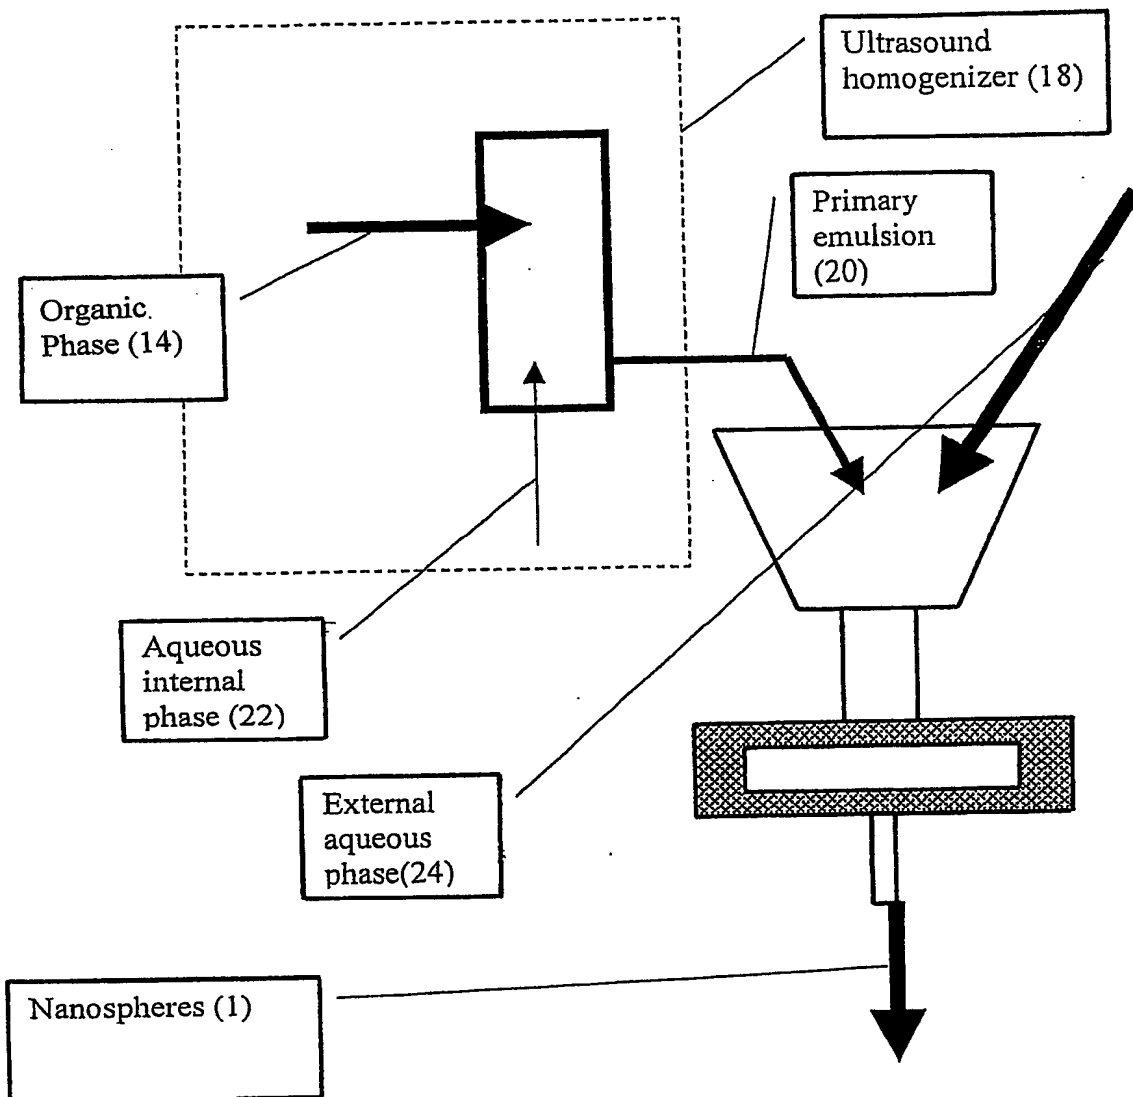 Ultrasound
homogenizer (18)
Primary
emulsion
(20)
Organic.
Phase (14)
Aqueous
internal
phase (22)
External
aqueous
phase(24)
Nanospheres (1)